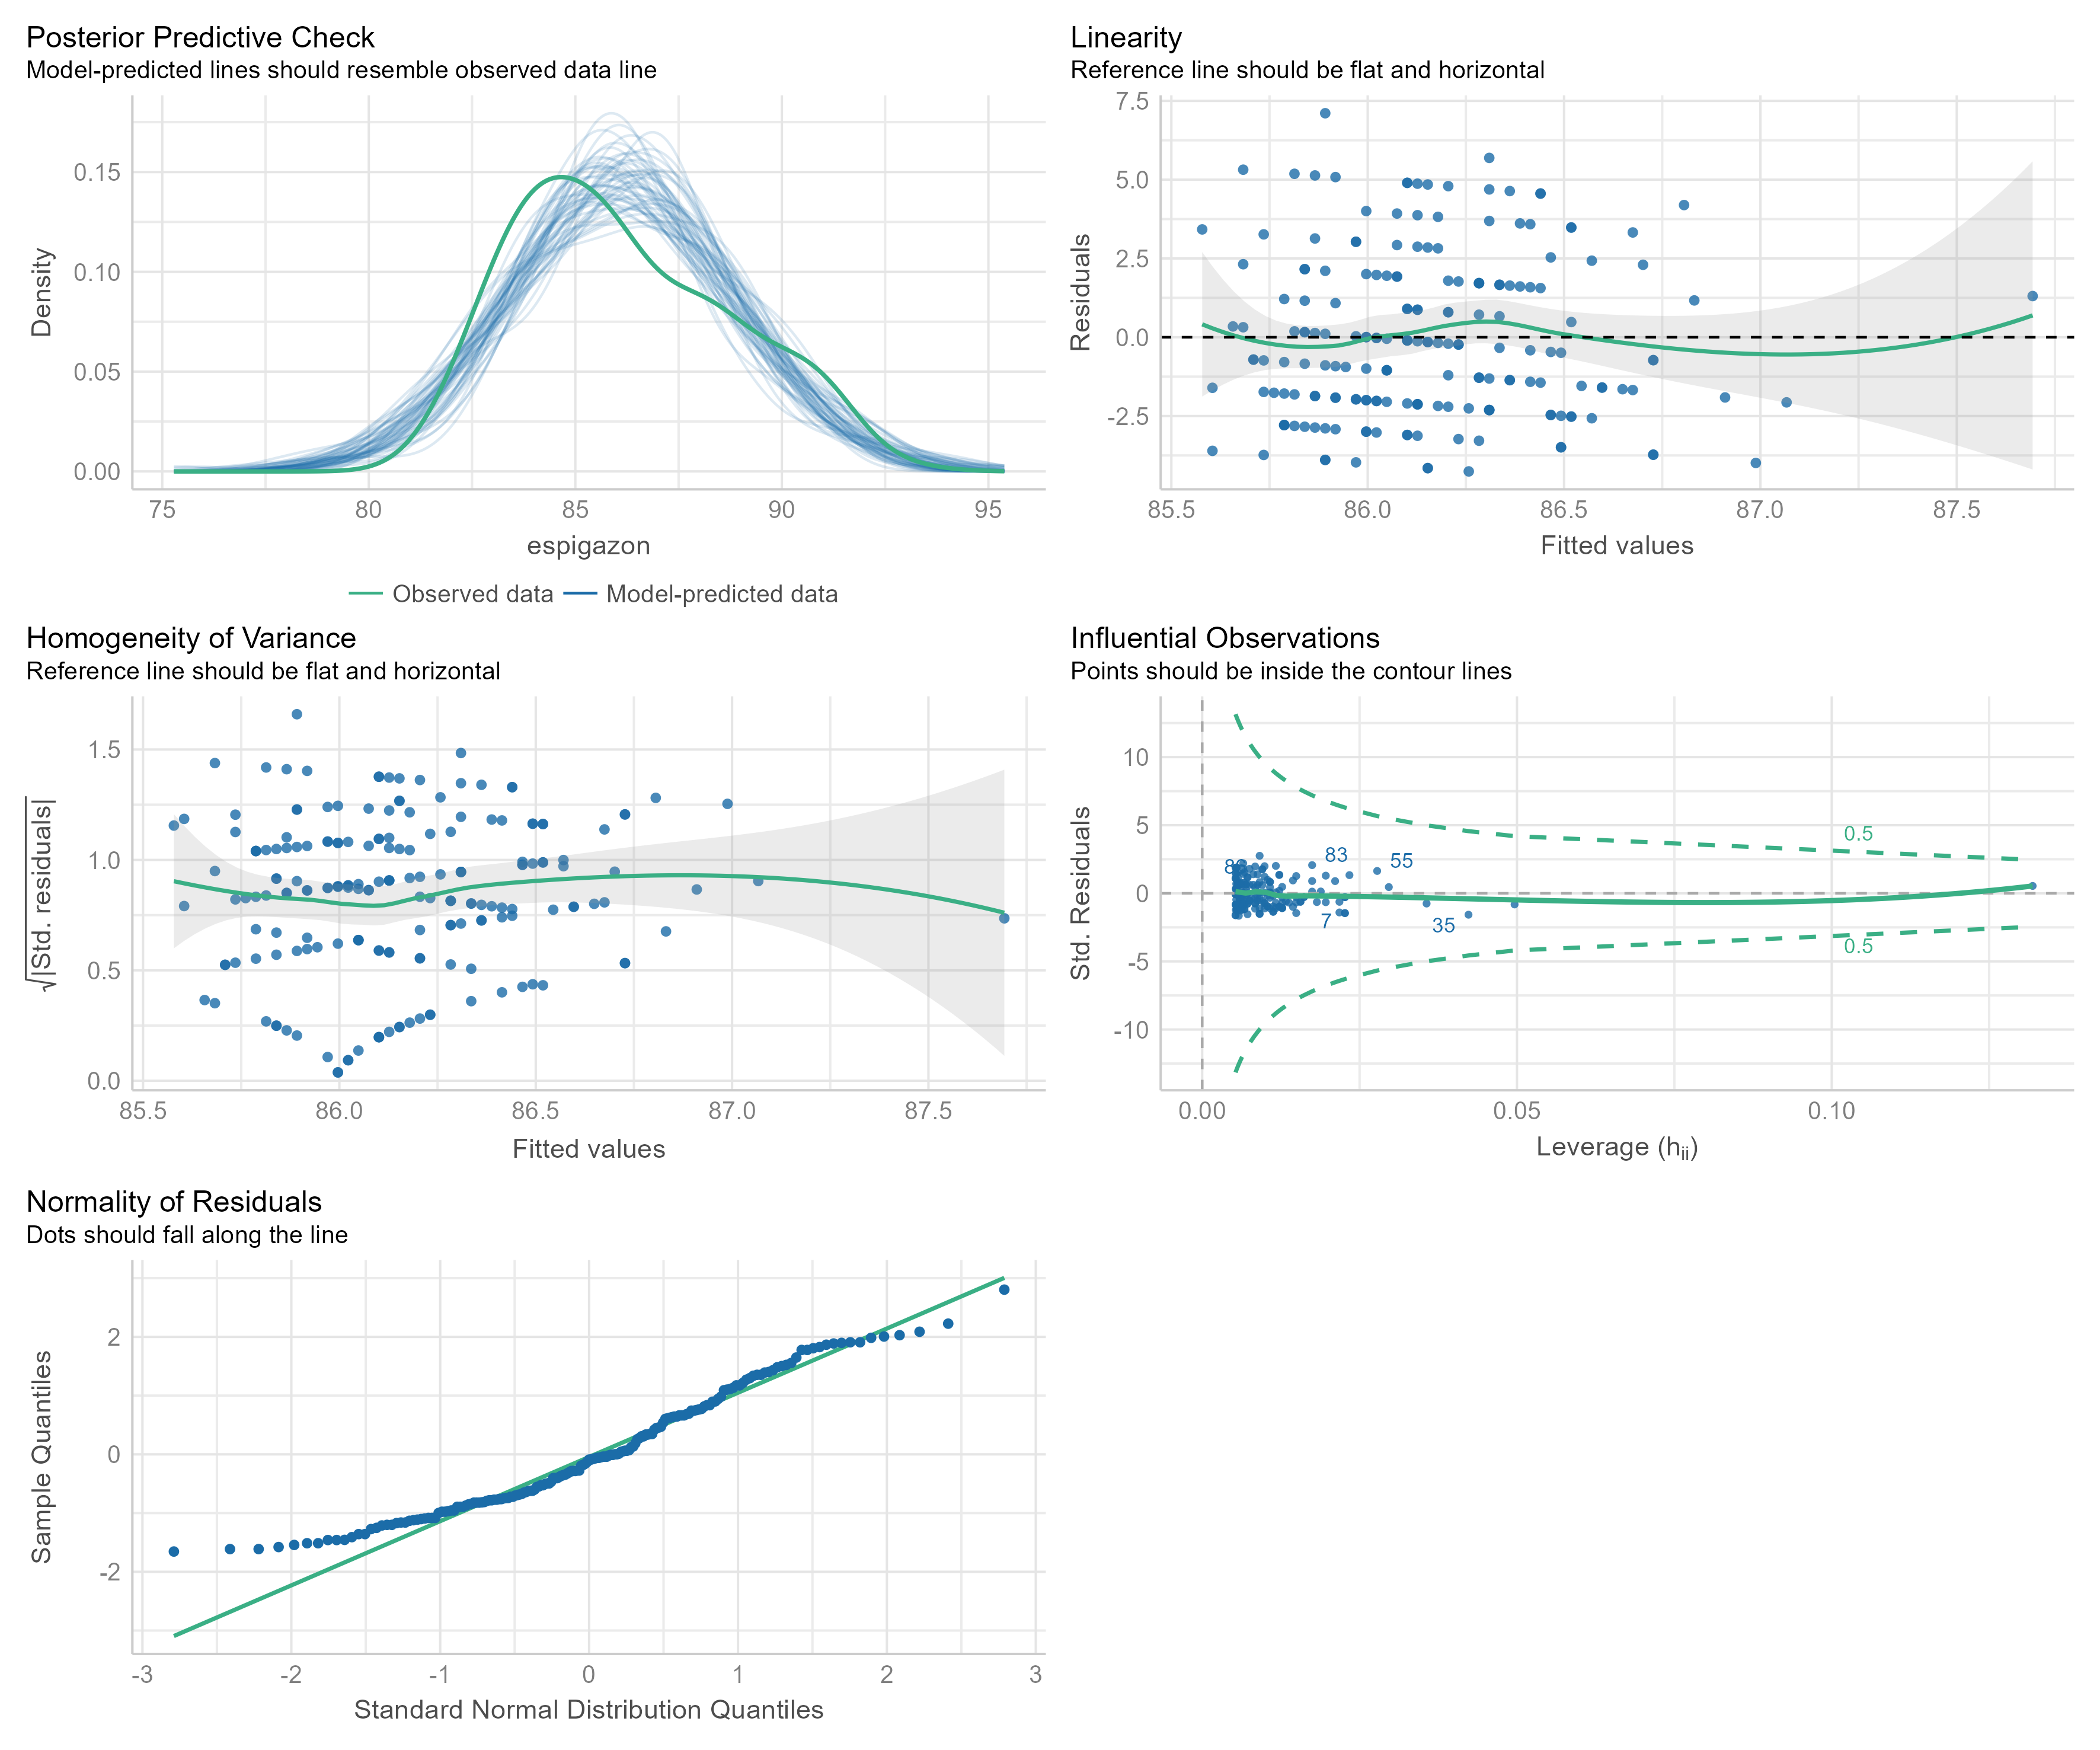 Posterior Predictive Check
Model-predicted lines should resemble observed data line
Density
0.15
0.10
0.05
0.00
75 80 85 90 95
espigazon
Observed data Model-predicted data
Linearity
Reference line should be flat and horizontal
Residuals
7.5
5.0
2.5
0.0
-2.5
85.5 86.0 86.5 87.0 87.5
Fitted values
Homogeneity of Variance
Reference line should be flat and horizontal
√|Std. residuals|
1.5
1.0
0.5
0.0
85.5 86.0 86.5 87.0 87.5
Fitted values
Influential Observations
Points should be inside the contour lines
Std. Residuals
10
5
0
-5
-10
0.5
83
55
7
35
0.5
0.00 0.05 0.10
Leverage (hᵢᵢ)
Normality of Residuals
Dots should fall along the line
Sample Quantiles
2
0
-2
-3 -2 -1 0 1 2 3
Standard Normal Distribution Quantiles